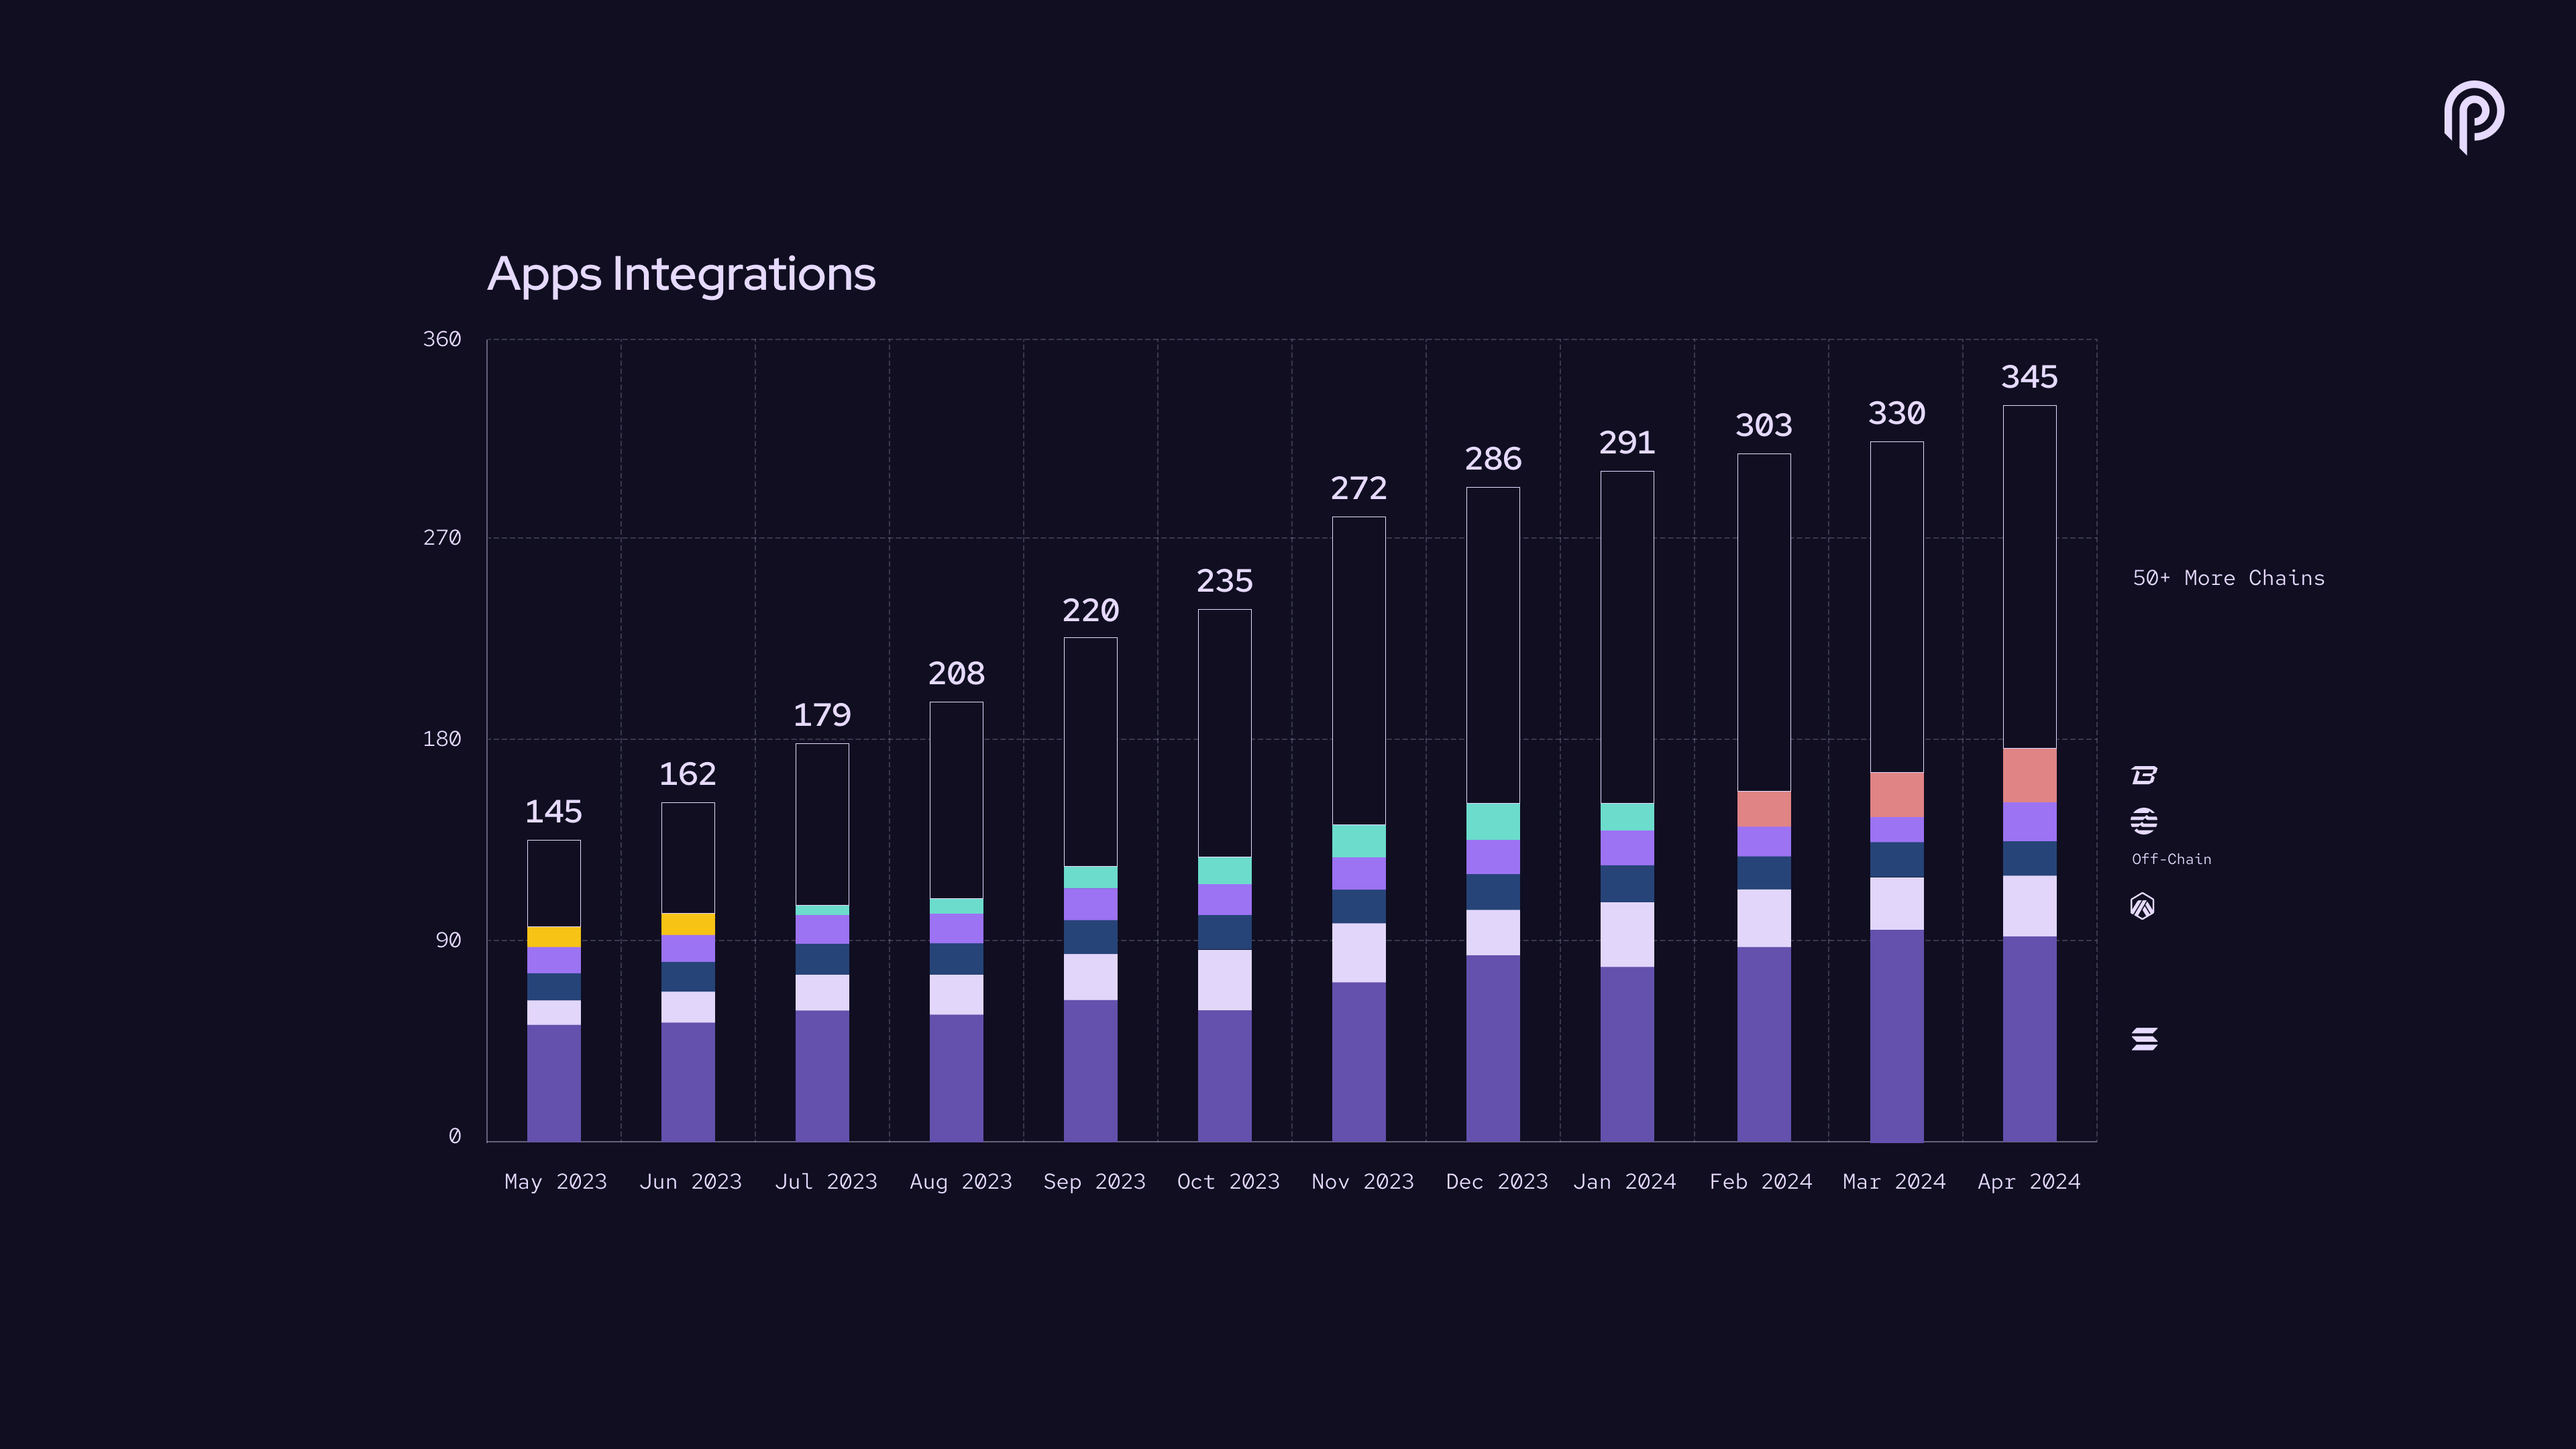 Apps Integrations
360
270
180
90
0
145
162
179
208
220
235
272
286
291
303
330
345
50+ More Chains
Off-Chain
May 2023
Jun 2023
Jul 2023
Aug 2023
Sep 2023
Oct 2023
Nov 2023
Dec 2023
Jan 2024
Feb 2024
Mar 2024
Apr 2024